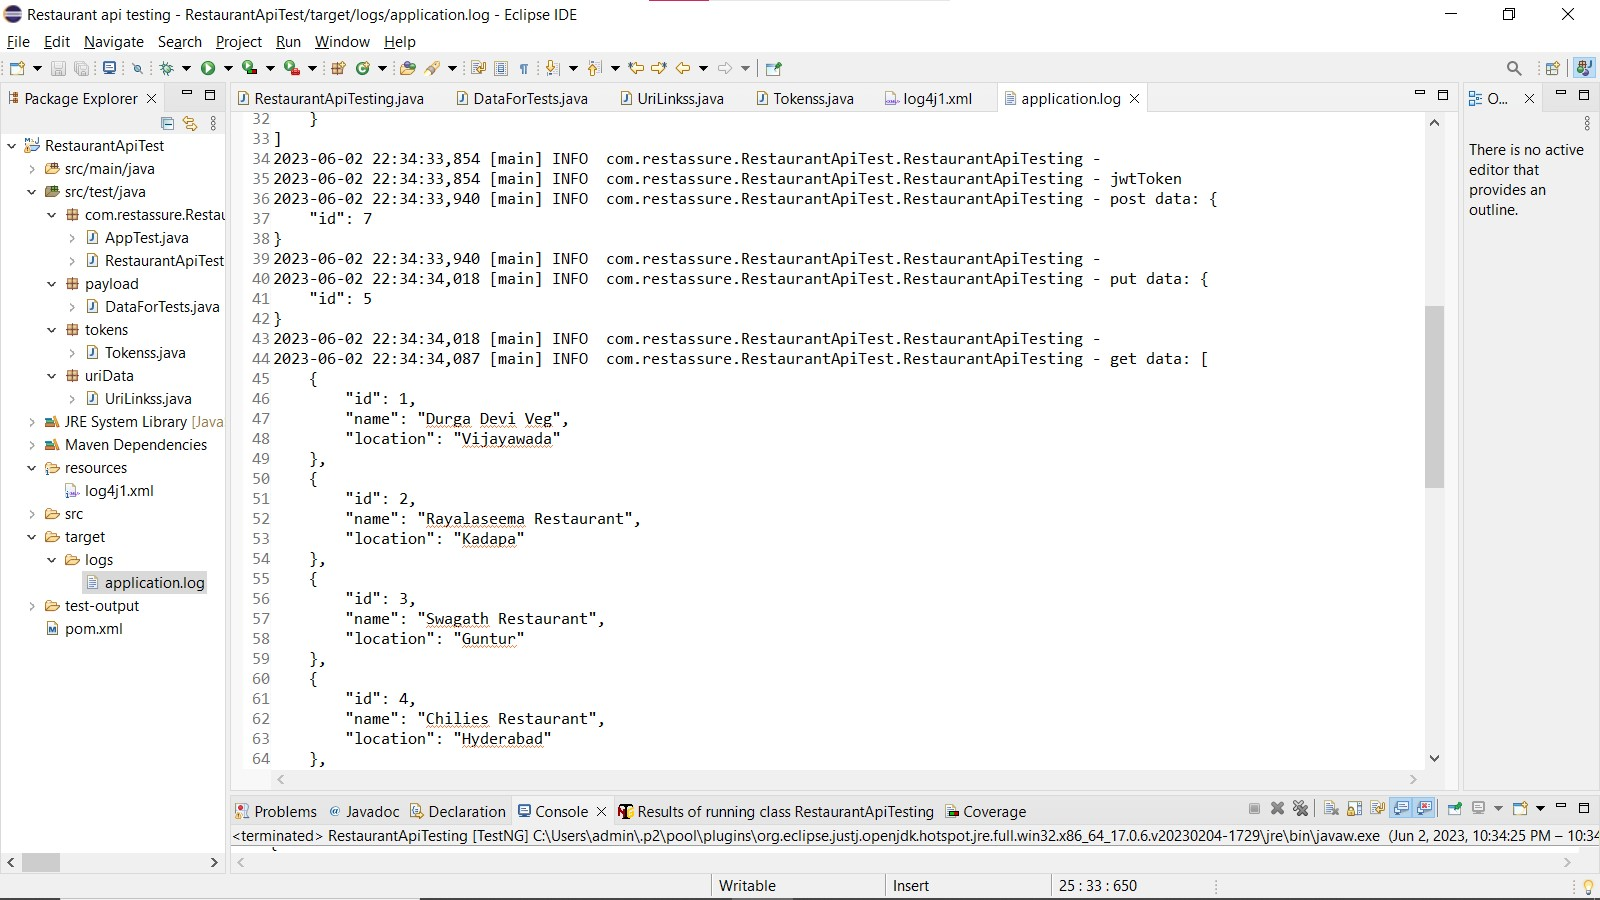 Restaurant api testing - RestaurantApiTest/target/logs/application.log - Eclipse IDE
File Edit Navigate Search Project Run Window Help
Package Explorer
RestaurantApiTest
src/main/java
src/test/java
com.restassure.Restau
AppTest.java
RestaurantApiTest
payload
DataForTests.java
tokens
Tokenss.java
uriData
UriLinkss.java
JRE System Library [Java
Maven Dependencies
resources
log4j1.xml
src
target
logs
application.log
test-output
pom.xml
RestaurantApiTesting.java DataForTests.java UriLinkss.java Tokenss.java log4j1.xml application.log
32     }
33 ]
34 2023-06-02 22:34:33,854 [main] INFO  com.restassure.RestaurantApiTest.RestaurantApiTesting -
35 2023-06-02 22:34:33,854 [main] INFO  com.restassure.RestaurantApiTest.RestaurantApiTesting - jwtToken
36 2023-06-02 22:34:33,940 [main] INFO  com.restassure.RestaurantApiTest.RestaurantApiTesting - post data: {
37     "id": 7
38 }
39 2023-06-02 22:34:33,940 [main] INFO  com.restassure.RestaurantApiTest.RestaurantApiTesting -
40 2023-06-02 22:34:34,018 [main] INFO  com.restassure.RestaurantApiTest.RestaurantApiTesting - put data: {
41     "id": 5
42 }
43 2023-06-02 22:34:34,018 [main] INFO  com.restassure.RestaurantApiTest.RestaurantApiTesting -
44 2023-06-02 22:34:34,087 [main] INFO  com.restassure.RestaurantApiTest.RestaurantApiTesting - get data: [
45     {
46         "id": 1,
47         "name": "Durga Devi Veg",
48         "location": "Vijayawada"
49     },
50     {
51         "id": 2,
52         "name": "Rayalaseema Restaurant",
53         "location": "Kadapa"
54     },
55     {
56         "id": 3,
57         "name": "Swagath Restaurant",
58         "location": "Guntur"
59     },
60     {
61         "id": 4,
62         "name": "Chilies Restaurant",
63         "location": "Hyderabad"
64     },
O...
There is no active
editor that
provides an
outline.
Problems Javadoc Declaration Console Results of running class RestaurantApiTesting Coverage
<terminated> RestaurantApiTesting [TestNG] C:\Users\admin\.p2\pool\plugins\org.eclipse.justj.openjdk.hotspot.jre.full.win32.x86_64_17.0.6.v20230204-1729\jre\bin\javaw.exe (Jun 2, 2023, 10:34:25 PM – 10:34
Writable Insert 25 : 33 : 650